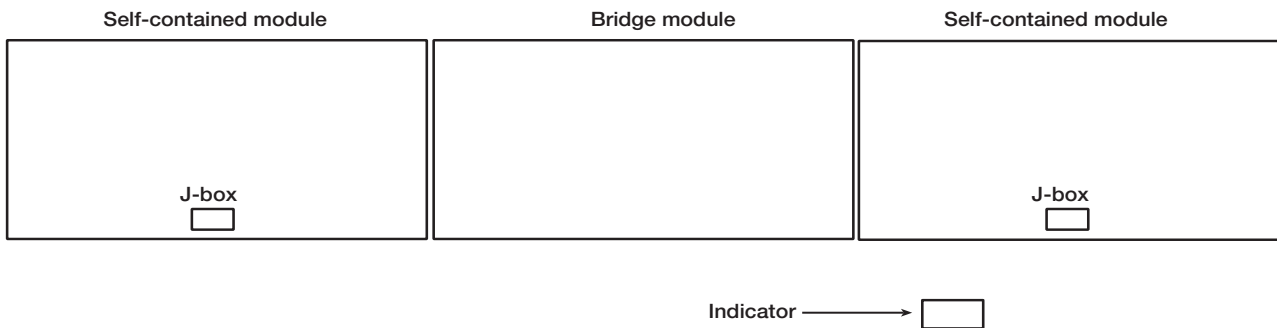 Self-contained module
Bridge module
Self-contained module
J-box
J-box
Indicator